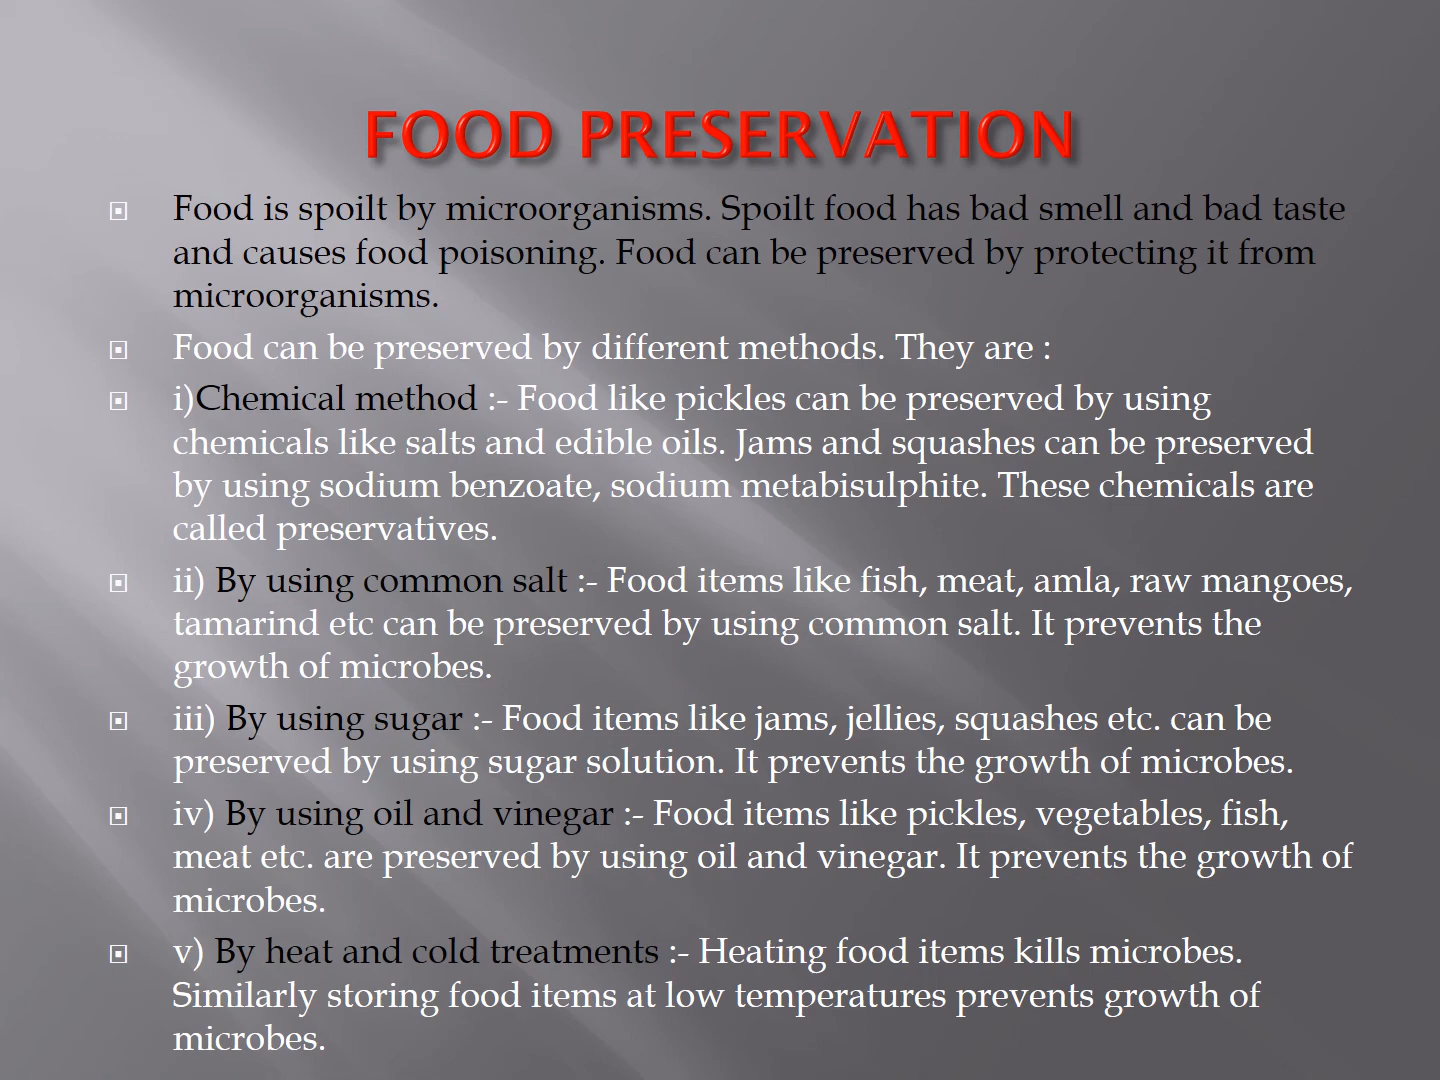 FOOD PRESERVATION
Food is spoilt by microorganisms. Spoilt food has bad smell and bad taste
and causes food poisoning. Food can be preserved by protecting it from
microorganisms.
Food can be preserved by different methods. They are :
i)Chemical method :- Food like pickles can be preserved by using
chemicals like salts and edible oils. Jams and squashes can be preserved
by using sodium benzoate, sodium metabisulphite. These chemicals are
called preservatives.
ii) By using common salt :- Food items like fish, meat, amla, raw mangoes,
tamarind etc can be preserved by using common salt. It prevents the
growth of microbes.
iii) By using sugar :- Food items like jams, jellies, squashes etc. can be
preserved by using sugar solution. It prevents the growth of microbes.
iv) By using oil and vinegar :- Food items like pickles, vegetables, fish,
meat etc. are preserved by using oil and vinegar. It prevents the growth of
microbes.
v) By heat and cold treatments :- Heating food items kills microbes.
Similarly storing food items at low temperatures prevents growth of
microbes.